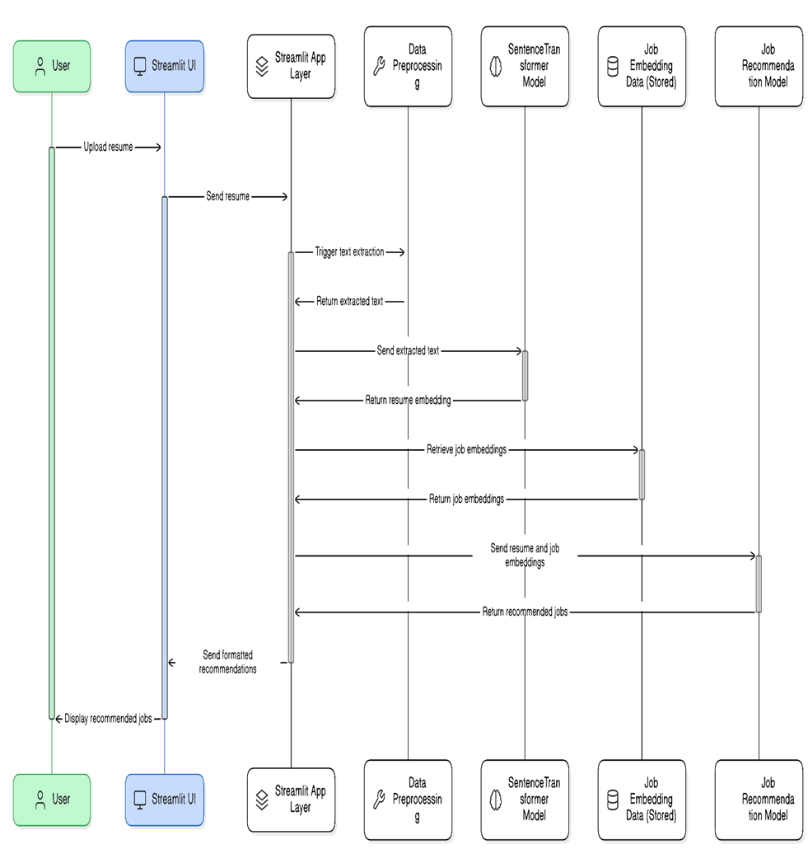 User
Streamlit UI
Streamlit App
Layer
Data
Preprocessin
g
SentenceTran
sformer
Model
Job
Embedding
Data (Stored)
Job
Recommenda
tion Model
Upload resume
Send resume
Trigger text extraction
Return extracted text
Send extracted text
Return resume embedding
Retrieve job embeddings
Return job embeddings
Send resume and job
embeddings
Return recommended jobs
Send formatted
recommendations
Display recommended jobs
User
Streamlit UI
Streamlit App
Layer
Data
Preprocessin
g
SentenceTran
sformer
Model
Job
Embedding
Data (Stored)
Job
Recommenda
tion Model